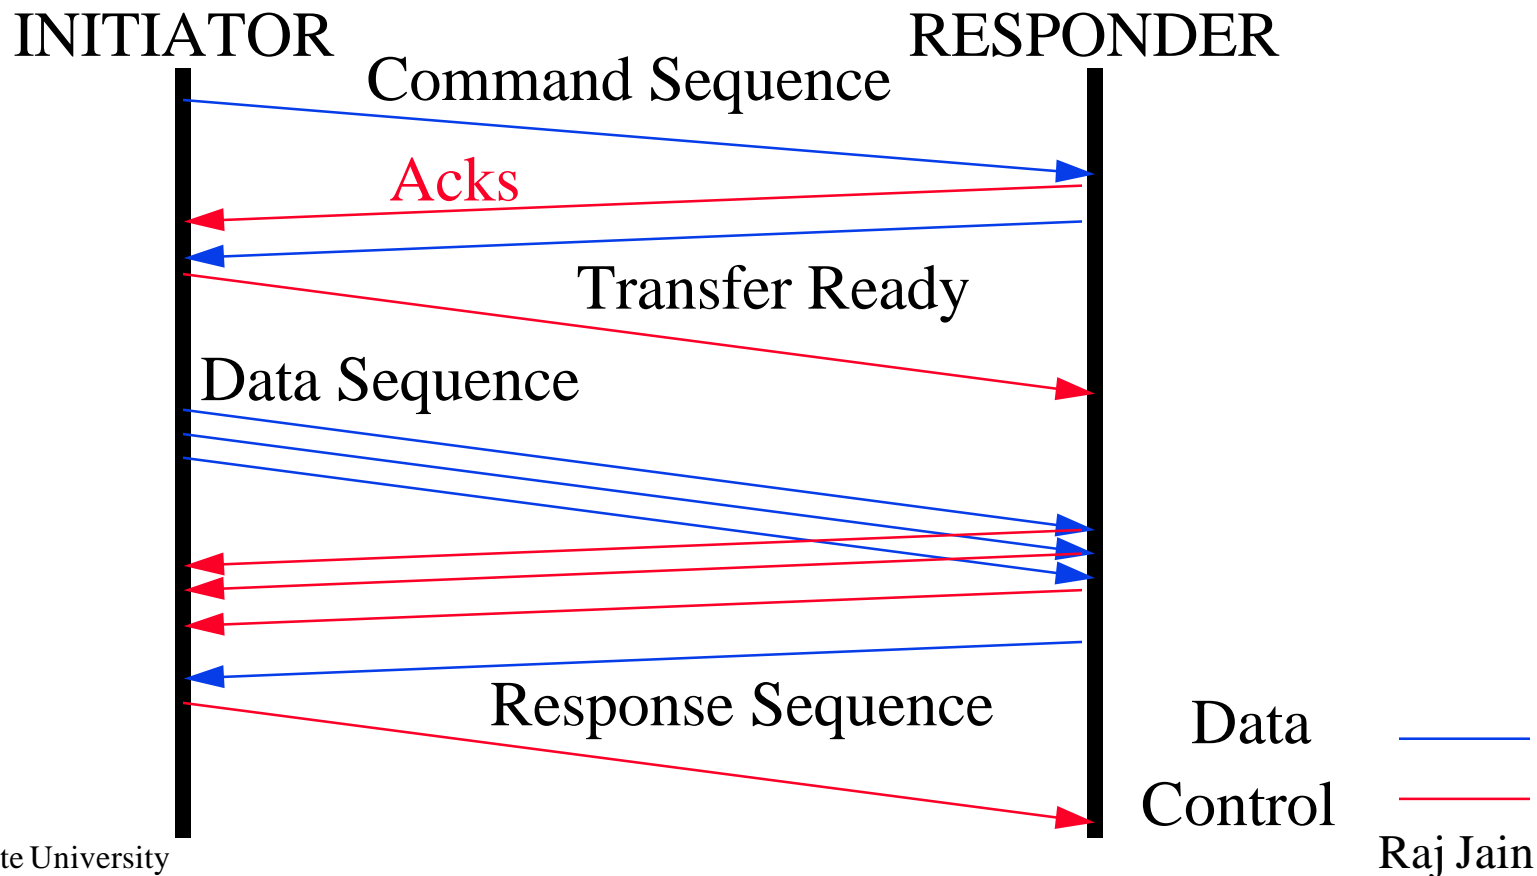 INITIATOR
RESPONDER
Command Sequence
Acks
Transfer Ready
Data Sequence
Response Sequence
Data
Control
te University
Raj Jain